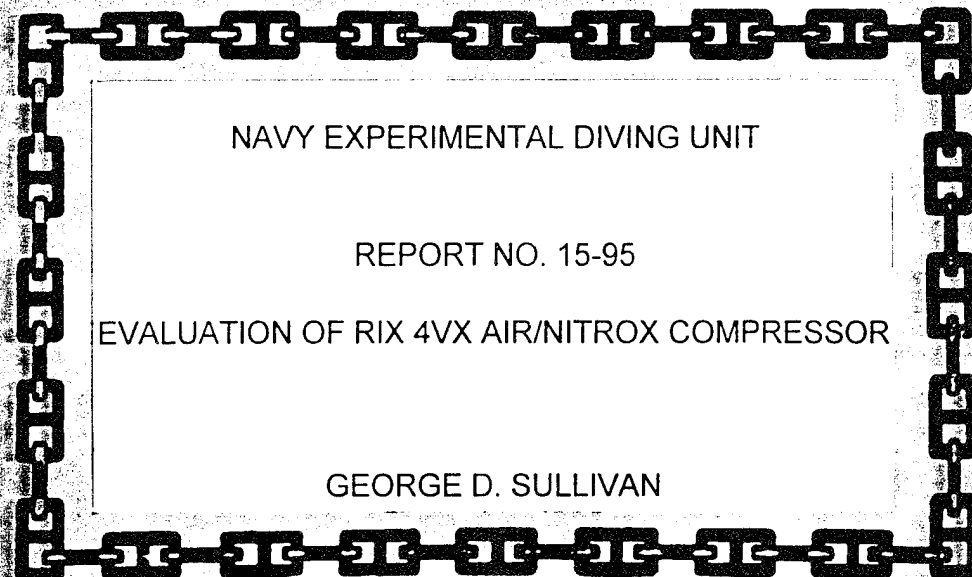 NAVY EXPERIMENTAL DIVING UNIT
REPORT NO. 15-95
EVALUATION OF RIX 4VX AIR/NITROX COMPRESSOR
GEORGE D. SULLIVAN